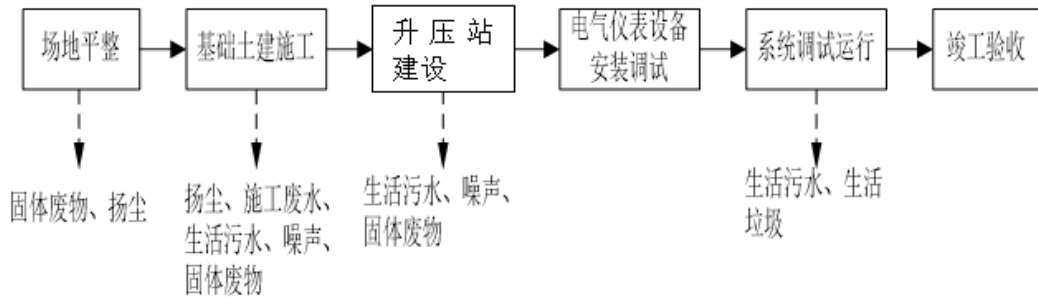 场地平整
基础土建施工
升压站
建设
电气仪表设备
安装调试
系统调试运行
竣工验收
固体废物、扬尘
扬尘、施工废水、
生活污水、噪声、
固体废物
生活污水、噪声、
固体废物
生活污水、生活
垃圾